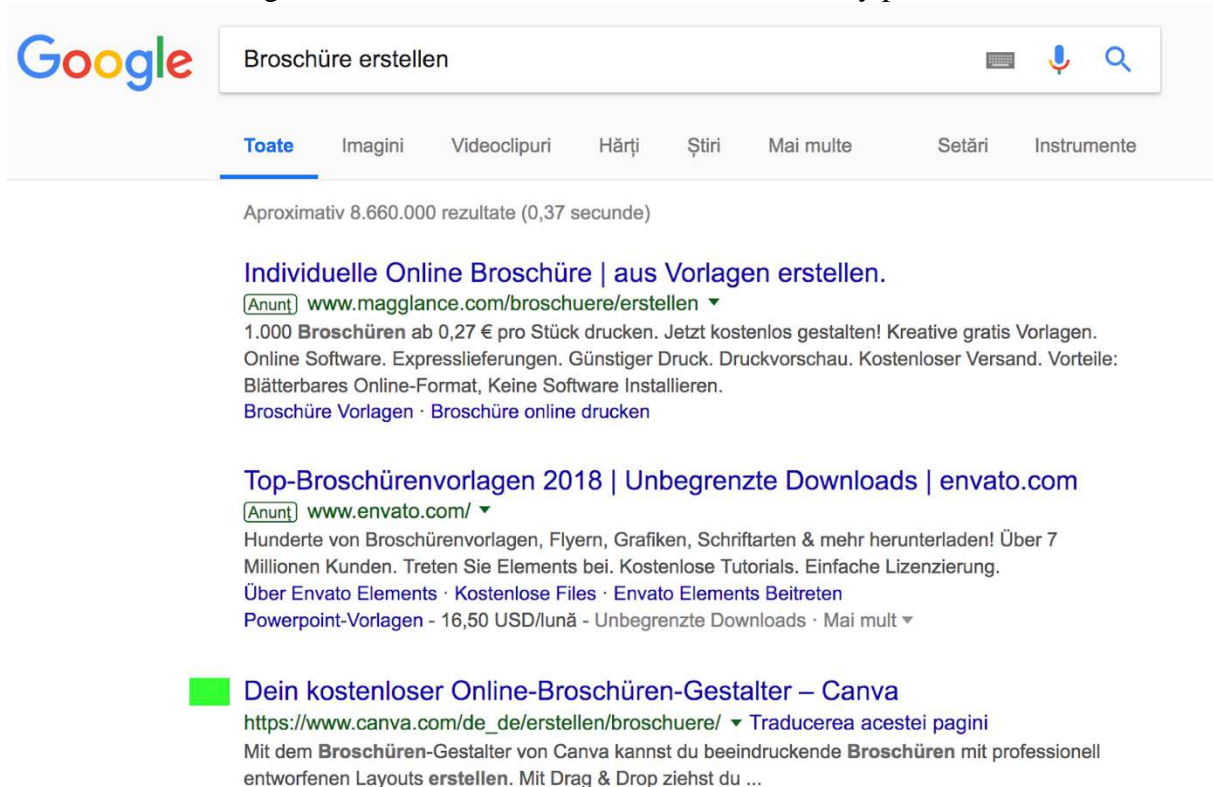 Google Broschüre erstellen
Toate Imagini Videoclipuri Hărți Știri Mai multe Setări Instrumente
Aproximativ 8.660.000 rezultate (0,37 secunde)
Individuelle Online Broschüre | aus Vorlagen erstellen.
Anunț www.magglance.com/broschuere/erstellen
1.000 Broschüren ab 0,27 € pro Stück drucken. Jetzt kostenlos gestalten! Kreative gratis Vorlagen.
Online Software. Expresslieferungen. Günstiger Druck. Druckvorschau. Kostenloser Versand. Vorteile:
Blätterbares Online-Format, Keine Software Installieren.
Broschüre Vorlagen · Broschüre online drucken
Top-Broschürenvorlagen 2018 | Unbegrenzte Downloads | envato.com
Anunț www.envato.com/
Hunderte von Broschürenvorlagen, Flyern, Grafiken, Schriftarten & mehr herunterladen! Über 7
Millionen Kunden. Treten Sie Elements bei. Kostenlose Tutorials. Einfache Lizenzierung.
Über Envato Elements · Kostenlose Files · Envato Elements Beitreten
Powerpoint-Vorlagen - 16,50 USD/lună - Unbegrenzte Downloads · Mai mult
Dein kostenloser Online-Broschüren-Gestalter – Canva
https://www.canva.com/de_de/erstellen/broschuere/ Traducerea acestei pagini
Mit dem Broschüren-Gestalter von Canva kannst du beeindruckende Broschüren mit professionell
entworfenen Layouts erstellen. Mit Drag & Drop ziehst du ...